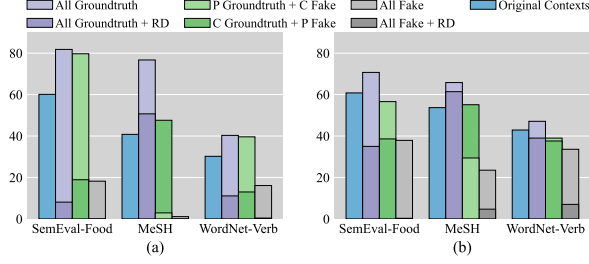 All Groundtruth P Groundtruth + C Fake All Fake Original Contexts
All Groundtruth + RD C Groundtruth + P Fake All Fake + RD
80
60
40
20
0
SemEval-Food MeSH WordNet-Verb
(a)
80
60
40
20
0
SemEval-Food MeSH WordNet-Verb
(b)